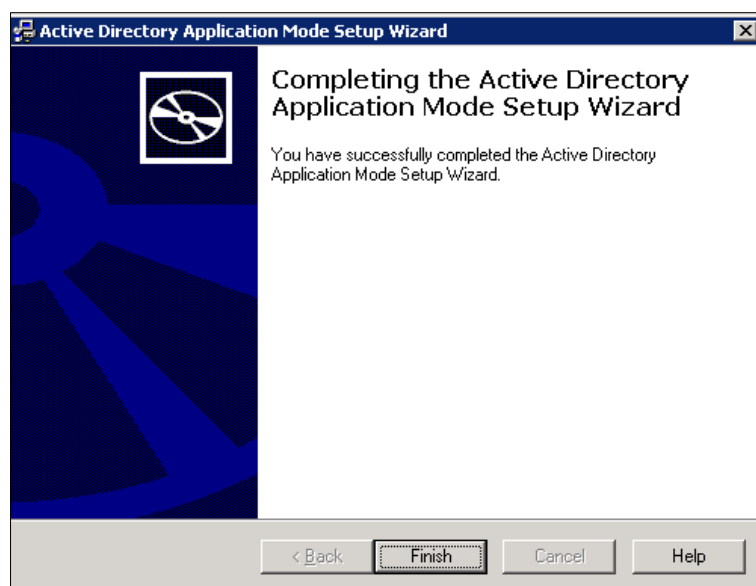 Active Directory Application Mode Setup Wizard
Completing the Active Directory
Application Mode Setup Wizard
You have successfully completed the Active Directory
Application Mode Setup Wizard.
< Back
Finish
Cancel
Help